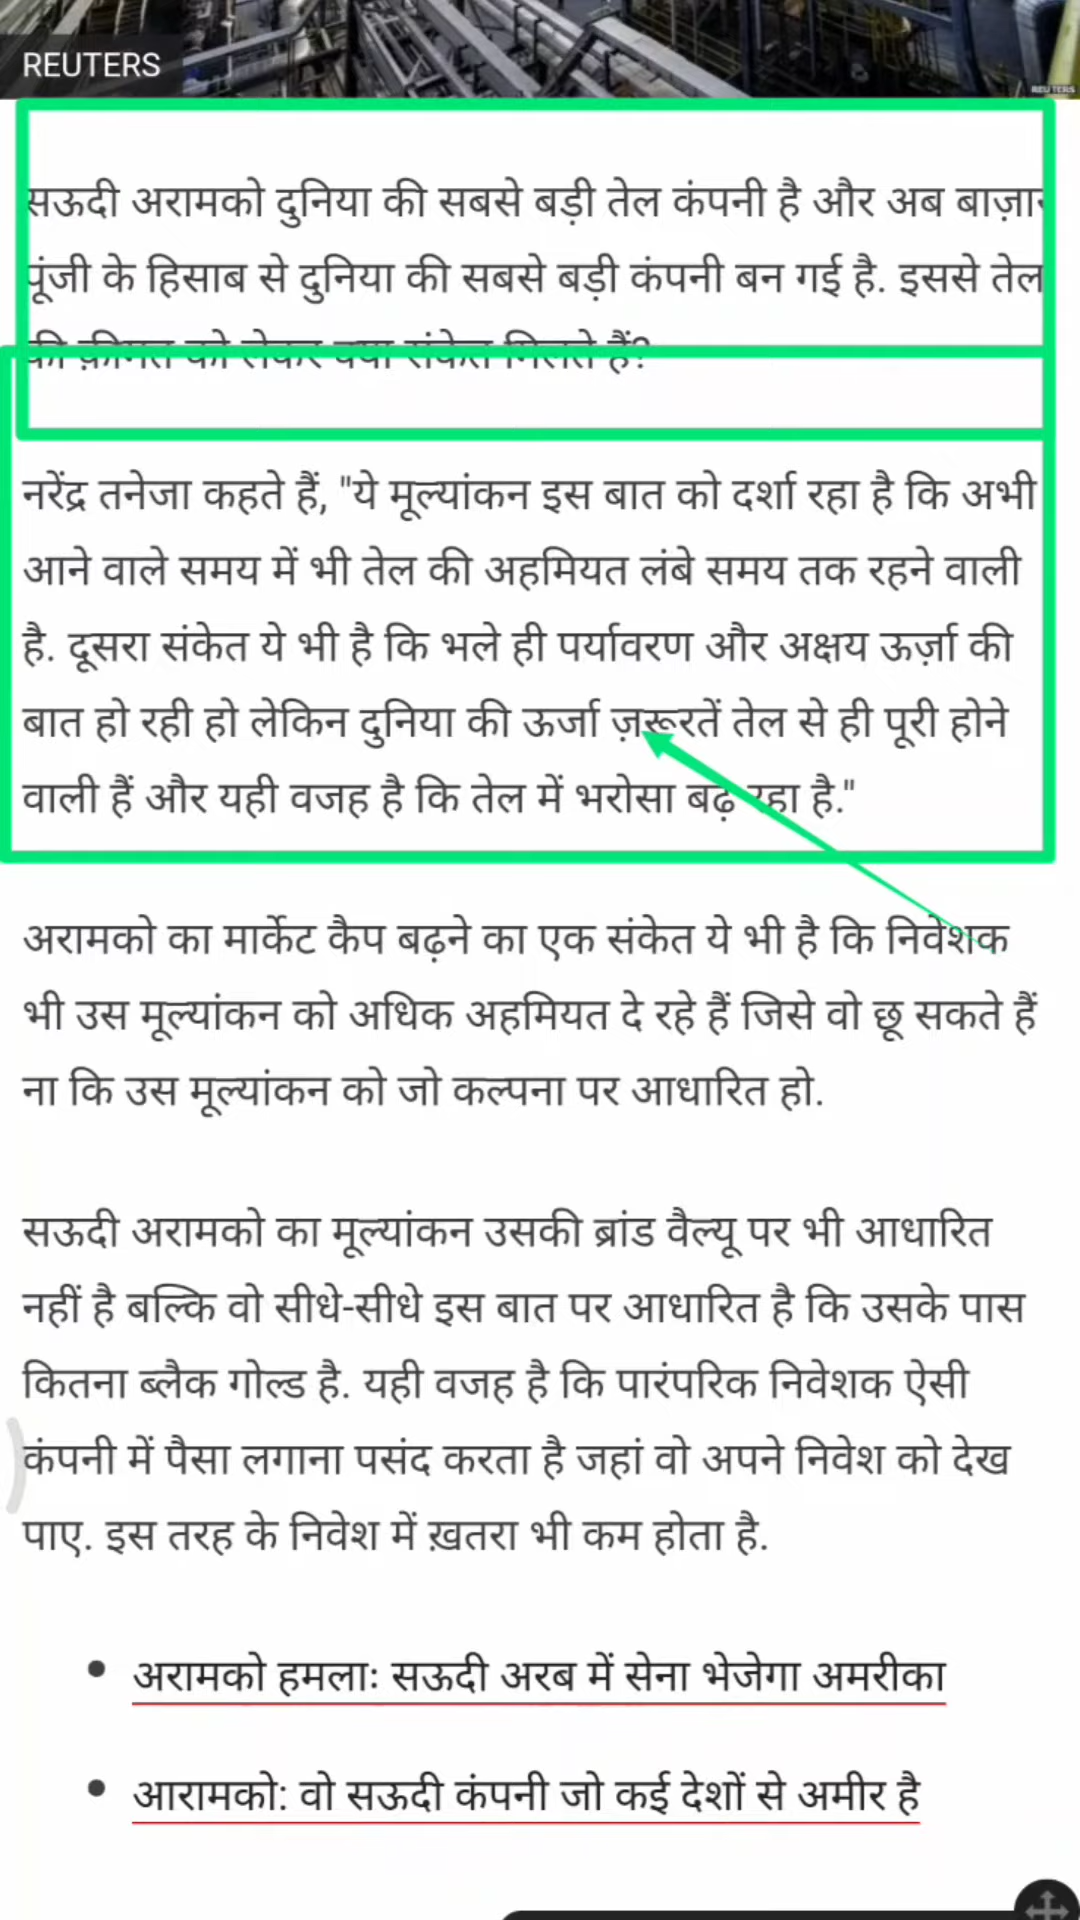 REUTERS
REUTERS
सऊदी अरामको दुनिया की सबसे बड़ी तेल कंपनी है और अब बाज़ार
पूंजी के हिसाब से दुनिया की सबसे बड़ी कंपनी बन गई है. इससे तेल
की क़ीमत को लेकर क्या संकेत मिलते हैं?
नरेंद्र तनेजा कहते हैं, "ये मूल्यांकन इस बात को दर्शा रहा है कि अभी
आने वाले समय में भी तेल की अहमियत लंबे समय तक रहने वाली
है. दूसरा संकेत ये भी है कि भले ही पर्यावरण और अक्षय ऊर्ज़ा की
बात हो रही हो लेकिन दुनिया की ऊर्जा ज़रूरतें तेल से ही पूरी होने
वाली हैं और यही वजह है कि तेल में भरोसा बढ़ रहा है."
अरामको का मार्केट कैप बढ़ने का एक संकेत ये भी है कि निवेशक
भी उस मूल्यांकन को अधिक अहमियत दे रहे हैं जिसे वो छू सकते हैं
ना कि उस मूल्यांकन को जो कल्पना पर आधारित हो.
सऊदी अरामको का मूल्यांकन उसकी ब्रांड वैल्यू पर भी आधारित
नहीं है बल्कि वो सीधे-सीधे इस बात पर आधारित है कि उसके पास
कितना ब्लैक गोल्ड है. यही वजह है कि पारंपरिक निवेशक ऐसी
कंपनी में पैसा लगाना पसंद करता है जहां वो अपने निवेश को देख
पाए. इस तरह के निवेश में ख़तरा भी कम होता है.
• अरामको हमलाः सऊदी अरब में सेना भेजेगा अमरीका
• आरामको: वो सऊदी कंपनी जो कई देशों से अमीर है